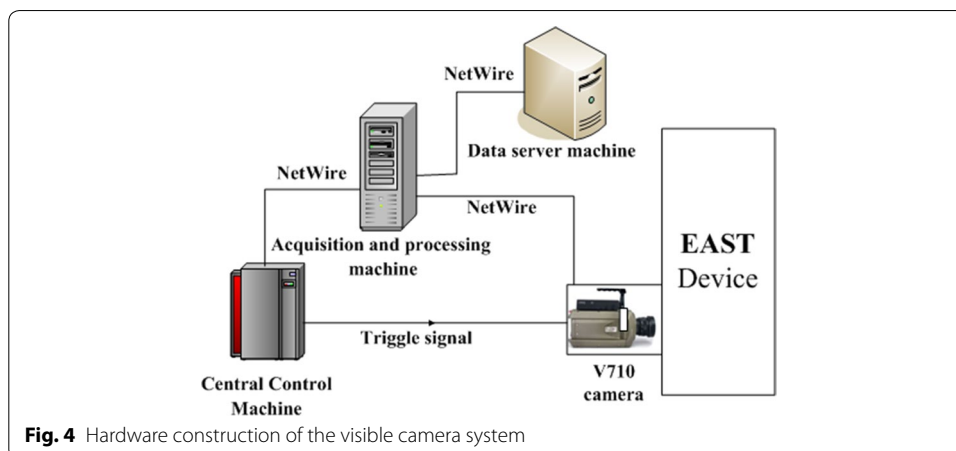 NetWire
Data server machine
NetWire
NetWire
Acquisition and processing
machine
EAST
Device
Triggle signal
V710
camera
Central Control
Machine
Fig. 4 Hardware construction of the visible camera system